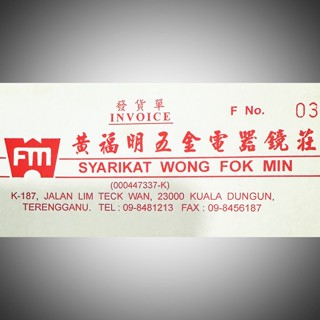 發貨單
INVOICE
F No. 03
FM
黃福明五金電器鏡莊
SYARIKAT WONG FOK MIN
(000447337-K)
K-187, JALAN LIM TECK WAN, 23000 KUALA DUNGUN,
TERENGGANU. TEL : 09-8481213 FAX : 09-8456187